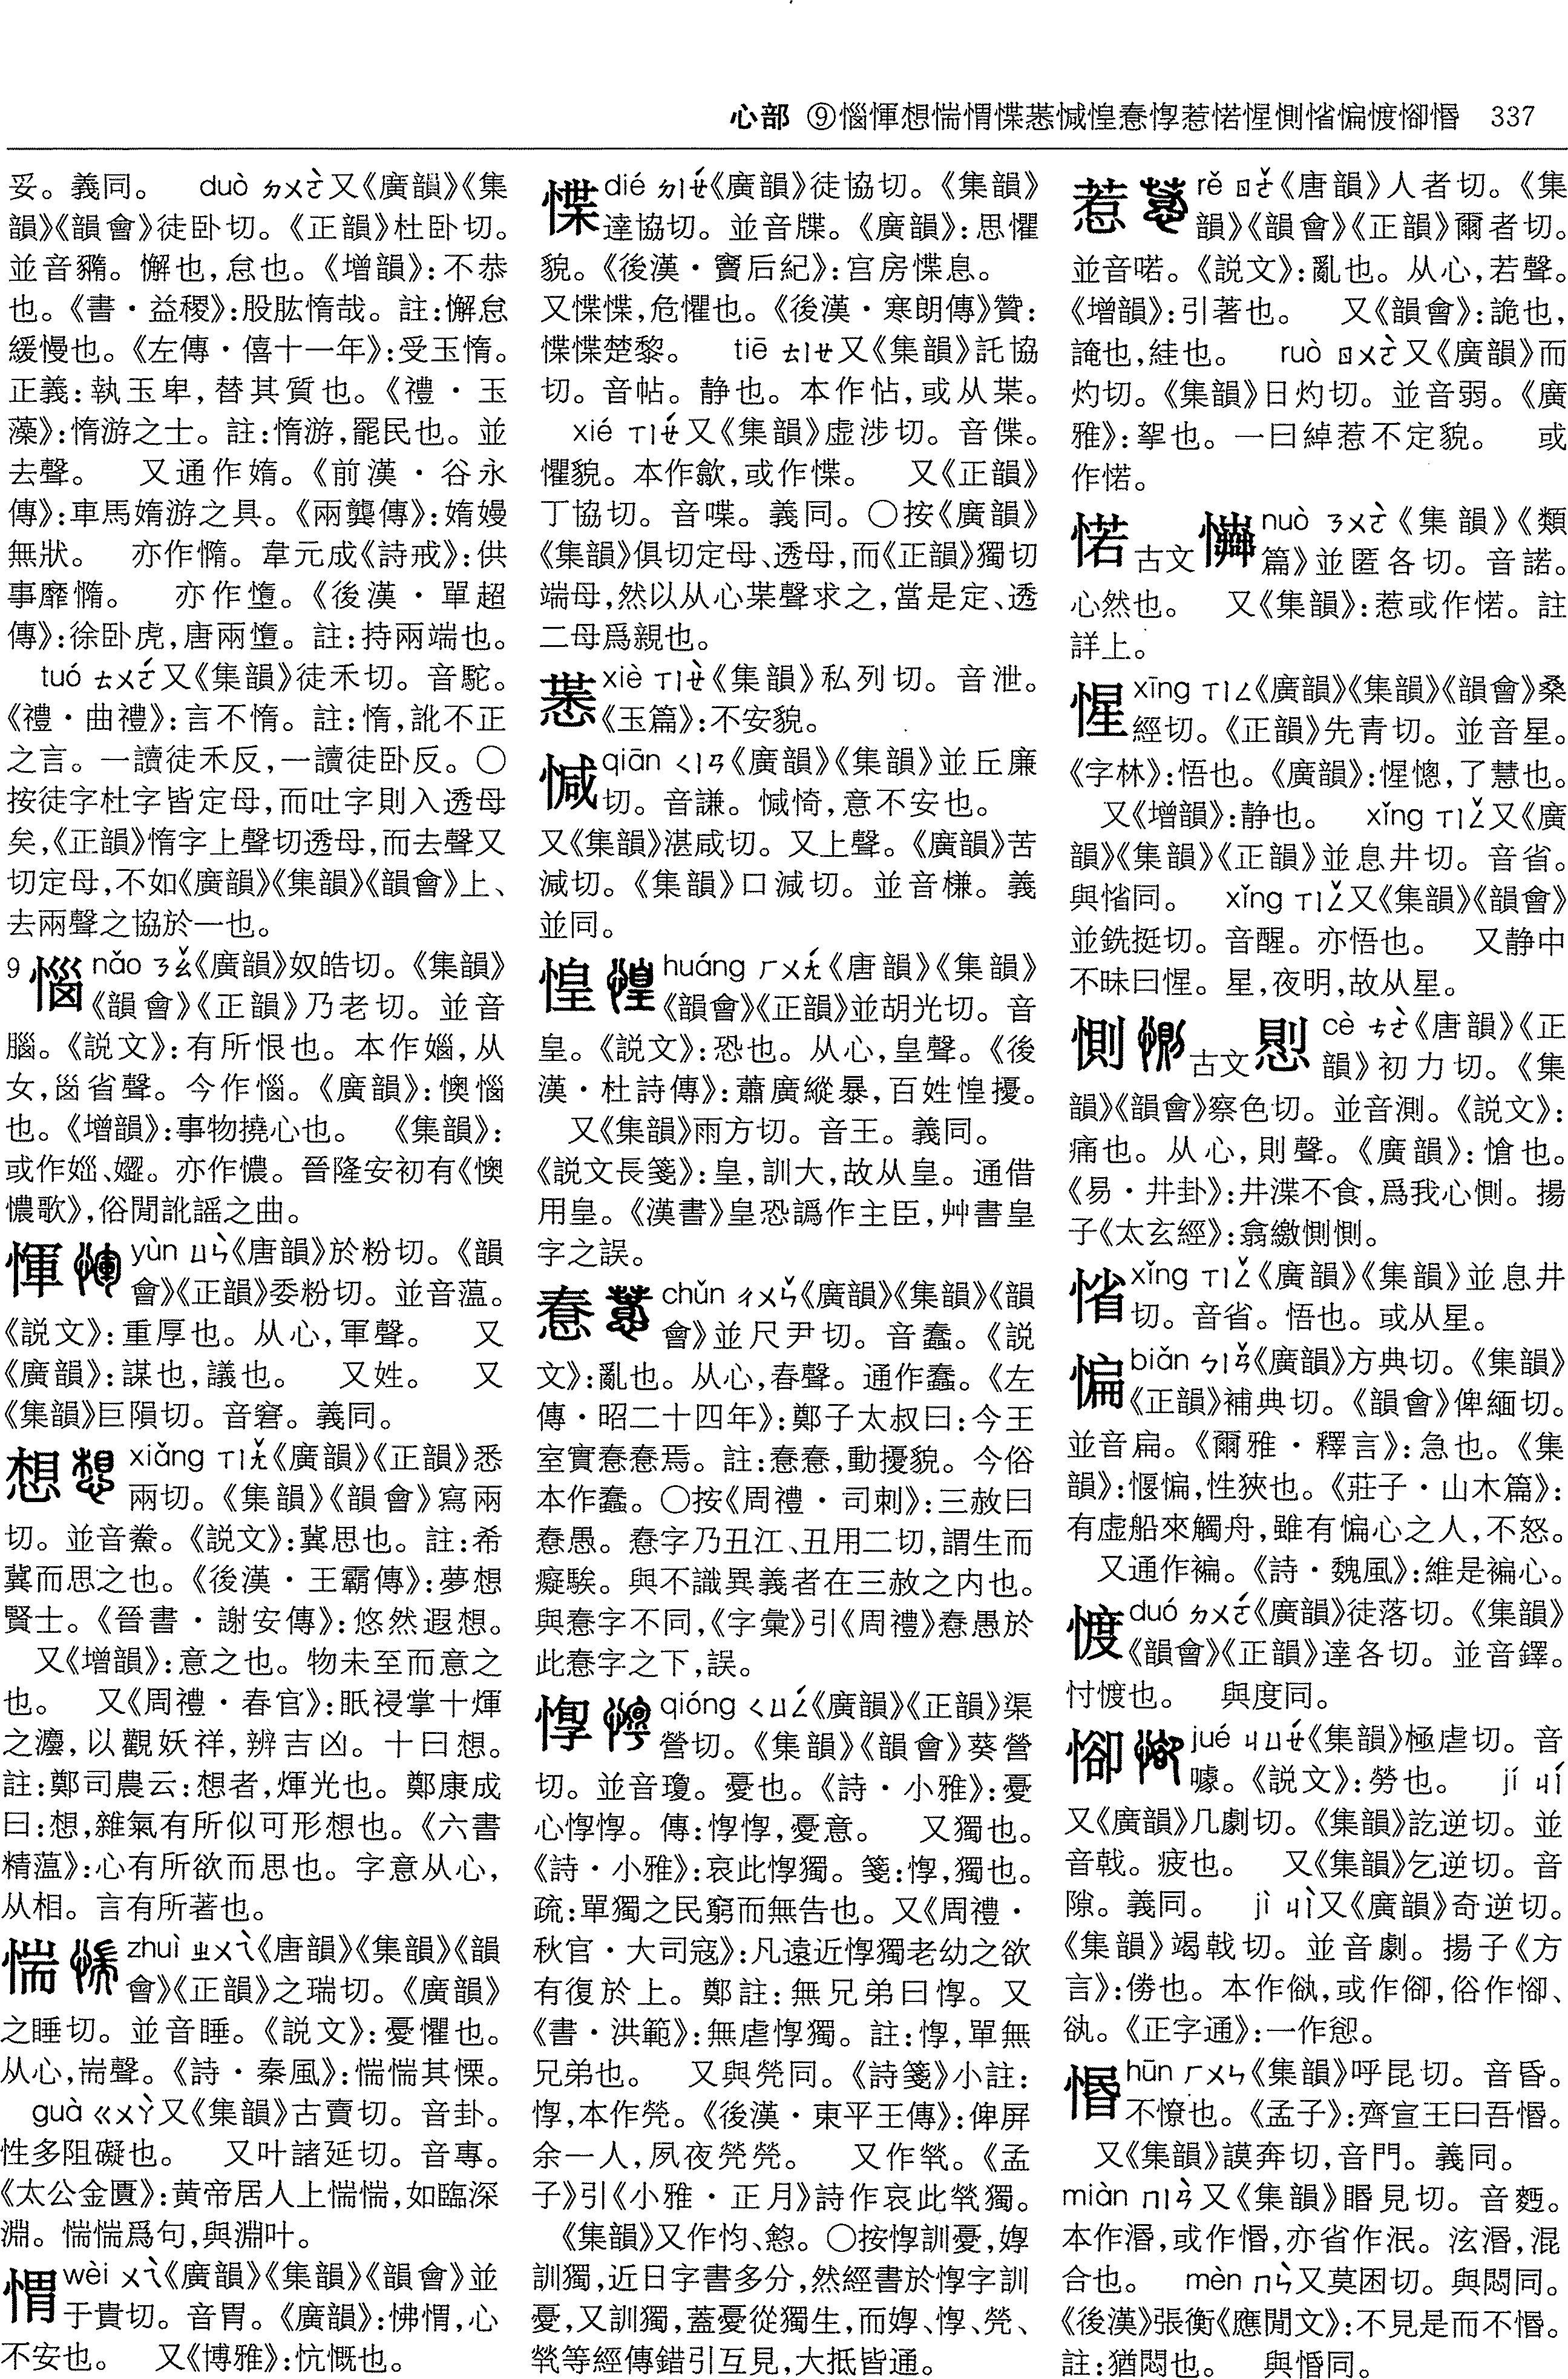 心部 ⑨惱惲想惴惯惵𢜡惐惶惷惸惹惦惺惻惜惼㦜㥛惛 337
妥。義同。 duò ㄉㄨㄛˋ又《廣韻》《集
韻》《韻會》徒卧切。《正韻》杜卧切。
並音䊤。懈也,怠也。《增韻》:不恭
也。《書·益稷》:股肱惰哉。註:懈怠
緩慢也。《左傳·僖十一年》:受玉惰。
正義:執玉卑,替其質也。《禮·玉
藻》:惰游之士。註:惰游,罷民也。並
去聲。 又通作媠。《前漢·谷永
傳》:車馬媠游之具。《兩龔傳》:媠嫚
無狀。 亦作憜。韋元成《詩戒》:供
事靡憜。 亦作𡐦。《後漢·單超
傳》:徐卧虎,唐兩𡐦。註:持兩端也。
tuó ㄊㄨㄛˊ又《集韻》徒禾切。音駝。
《禮·曲禮》:言不惰。註:惰,訛不正
之言。一讀徒禾反,一讀徒卧反。〇
按徒字杜字皆定母,而吐字則入透母
矣,《正韻》惰字上聲切透母,而去聲又
切定母,不如《廣韻》《集韻》《韻會》上、
去兩聲之協於一也。
9 惱 nǎo ㄋㄠˇ《廣韻》奴皓切。《集韻》
《韻會》《正韻》乃老切。並音
腦。《説文》:有所恨也。本作㛴,从
女,𡿺省聲。今作惱。《廣韻》:懊惱
也。《增韻》:事物撓心也。 《集韻》:
或作㛴、嬲。亦作憹。晉隆安初有《懊
憹歌》,俗閒訛謡之曲。
惲 yùn ㄩㄣˋ《唐韻》於粉切。《韻
會》《正韻》委粉切。並音薀。
《説文》:重厚也。从心,軍聲。 又
《廣韻》:謀也,議也。 又姓。 又
《集韻》巨隕切。音窘。義同。
想 xiǎng ㄒㄧㄤˇ《廣韻》《正韻》悉
兩切。《集韻》《韻會》寫兩
切。並音鯗。《説文》:冀思也。註:希
冀而思之也。《後漢·王霸傳》:夢想
賢士。《晉書·謝安傳》:悠然遐想。
又《增韻》:意之也。物未至而意之
也。 又《周禮·春官》:眂祲掌十煇
之灋,以觀妖祥,辨吉凶。十曰想。
註:鄭司農云:想者,煇光也。鄭康成
曰:想,雜氣有所似可形想也。《六書
精薀》:心有所欲而思也。字意从心,
从相。言有所著也。
惴 zhuì ㄓㄨㄟˋ《唐韻》《集韻》《韻
會》《正韻》之瑞切。《廣韻》
之睡切。並音睡。《説文》:憂懼也。
从心,耑聲。《詩·秦風》:惴惴其慄。
guà ㄍㄨㄚˋ又《集韻》古賣切。音卦。
性多阻礙也。 又叶諸延切。音專。
《太公金匱》:黄帝居人上惴惴,如臨深
淵。惴惴爲句,與淵叶。
㥜 wèi ㄨㄟˋ《廣韻》《集韻》《韻會》並
于貴切。音胃。《廣韻》:怫㥜,心
不安也。 又《博雅》:忼慨也。
惵 dié ㄉㄧㄝˊ《廣韻》徒協切。《集韻》
達協切。並音牒。《廣韻》:思懼
貌。《後漢·竇后紀》:宫房惵息。
又惵惵,危懼也。《後漢·寒朗傳》贊:
惵惵楚黎。 tiē ㄊㄧㄝ又《集韻》託協
切。音帖。静也。本作怗,或从枼。
xié ㄒㄧㄝˊ又《集韻》虚涉切。音偞。
懼貌。本作歙,或作惵。 又《正韻》
丁協切。音喋。義同。〇按《廣韻》
《集韻》俱切定母、透母,而《正韻》獨切
端母,然以从心枼聲求之,當是定、透
二母爲親也。
xiè ㄒㄧㄝˋ《集韻》私列切。音泄。
《玉篇》:不安貌。
㨔 qiān ㄑㄧㄢ《廣韻》《集韻》並丘廉
切。音謙。㨔㥓,意不安也。
又《集韻》湛咸切。又上聲。《廣韻》苦
減切。《集韻》口減切。並音槏。義
並同。
惶 huáng ㄏㄨㄤˊ《唐韻》《集韻》
《韻會》《正韻》並胡光切。音
皇。《説文》:恐也。从心,皇聲。《後
漢·杜詩傳》:蕭廣縱暴,百姓惶擾。
又《集韻》雨方切。音王。義同。
《説文長箋》:皇,訓大,故从皇。通借
用皇。《漢書》皇恐譌作主臣,艸書皇
字之誤。
惷 chǔn ㄔㄨㄣˇ《廣韻》《集韻》《韻
會》並尺尹切。音蠢。《説
文》:亂也。从心,春聲。通作蠢。《左
傳·昭二十四年》:鄭子太叔曰:今王
室實惷惷焉。註:惷惷,動擾貌。今俗
本作蠢。〇按《周禮·司刺》:三赦曰
惷愚。惷字乃丑江、丑用二切,謂生而
癡騃。與不識異義者在三赦之内也。
與惷字不同,《字彙》引《周禮》惷愚於
此惷字之下,誤。
惸 qióng ㄑㄩㄥˊ《廣韻》《正韻》渠
營切。《集韻》《韻會》葵營
切。並音瓊。憂也。《詩·小雅》:憂
心惸惸。傳:惸惸,憂意。 又獨也。
《詩·小雅》:哀此惸獨。箋:惸,獨也。
疏:單獨之民窮而無告也。又《周禮·
秋官·大司寇》:凡遠近惸獨老幼之欲
有復於上。鄭註:無兄弟曰惸。又
《書·洪範》:無虐惸獨。註:惸,單無
兄弟也。 又與煢同。《詩箋》小註:
惸,本作煢。《後漢·東平王傳》:俾屏
余一人,夙夜煢煢。 又作㷀。《孟
子》引《小雅·正月》詩作哀此㷀獨。
《集韻》又作㤐、憌。〇按惸訓憂,嬛
訓獨,近日字書多分,然經書於惸字訓
憂,又訓獨,蓋憂從獨生,而嬛、惸、煢、
㷀等經傳錯引互見,大抵皆通。
惹 rě ㄖㄜˇ《唐韻》人者切。《集
韻》《韻會》《正韻》爾者切。
並音喏。《説文》:亂也。从心,若聲。
《增韻》:引著也。 又《韻會》:詭也,
諳也,絓也。 ruò ㄖㄨㄛˋ又《廣韻》而
灼切。《集韻》日灼切。並音弱。《廣
雅》:挐也。一曰綽惹不定貌。 或
作偌。
㥾 古文 nuò ㄋㄨㄛˋ《集韻》《類
篇》並匿各切。音諾。
心然也。 又《集韻》:惹或作㥾。註
詳上。
惺 xīng ㄒㄧㄥ《廣韻》《集韻》《韻會》桑
經切。《正韻》先青切。並音星。
《字林》:悟也。《廣韻》:惺憁,了慧也。
又《增韻》:静也。 xǐng ㄒㄧㄥˇ又《廣
韻》《集韻》《正韻》並息井切。音省。
與㨘同。 xǐng ㄒㄧㄥˇ又《集韻》《韻會》
並銑挺切。音醒。亦悟也。 又静中
不昧曰惺。星,夜明,故从星。
惻 古文 cè ㄘㄜˋ《唐韻》《正
韻》初力切。《集
韻》《韻會》察色切。並音測。《説文》:
痛也。从心,則聲。《廣韻》:愴也。
《易·井卦》:井渫不食,爲我心惻。揚
子《太玄經》:翕繳惻惻。
xǐng ㄒㄧㄥˇ《廣韻》《集韻》並息井
切。音省。悟也。或从星。
惼 biǎn ㄅㄧㄢˇ《廣韻》方典切。《集韻》
《正韻》補典切。《韻會》俾緬切。
並音扁。《爾雅·釋言》:急也。《集
韻》:愝惼,性狹也。《莊子·山木篇》:
有虚船來觸舟,雖有惼心之人,不怒。
又通作褊。《詩·魏風》:維是褊心。
duó ㄉㄨㄛˊ《廣韻》徒落切。《集韻》
《韻會》《正韻》達各切。並音鐸。
忖㡯也。 與度同。
jué ㄐㄩㄝˊ《集韻》極虐切。音
噱。《説文》:勞也。 jí ㄐㄧˊ
又《廣韻》几劇切。《集韻》訖逆切。並
音戟。疲也。 又《集韻》乞逆切。音
隙。義同。 jì ㄐㄧˋ又《廣韻》奇逆切。
《集韻》竭戟切。並音劇。揚子《方
言》:傍也。本作㑲,或作御,俗作㥛、
㕁。《正字通》:一作㤂。
惽 hūn ㄏㄨㄣ《集韻》呼昆切。音昏。
不憭也。《孟子》:齊宣王曰吾惽。
又《集韻》謨奔切,音門。義同。
miàn ㄇㄧㄢˋ又《集韻》眠見切。音麪。
本作湣,或作惽,亦省作泯。泫湣,混
合也。 mèn ㄇㄣˋ又莫困切。與悶同。
《後漢》張衡《應閒文》:不見是而不惽。
註:猶悶也。 與惛同。